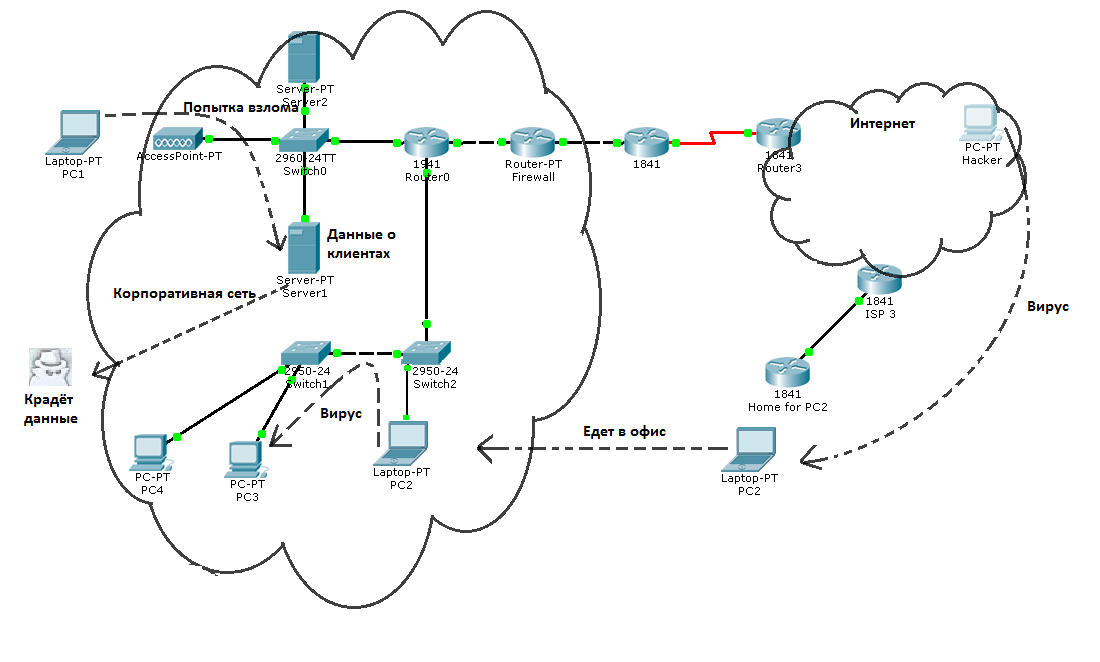 Server-PT
Server2
Попытка взлома
Laptop-PT
PC1
AccessPoint-PT
2960-24TT
Switch0
1941
Router0
Router-PT
Firewall
1841
1841
Router3
Интернет
PC-PT
Hacker
Данные о
клиентах
Server-PT
Server1
Корпоративная сеть
1841
ISP 3
Вирус
Крадёт
данные
2950-24
Switch1
2950-24
Switch2
1841
Home for PC2
Вирус
Едет в офис
PC-PT
PC4
PC-PT
PC3
Laptop-PT
PC2
Laptop-PT
PC2